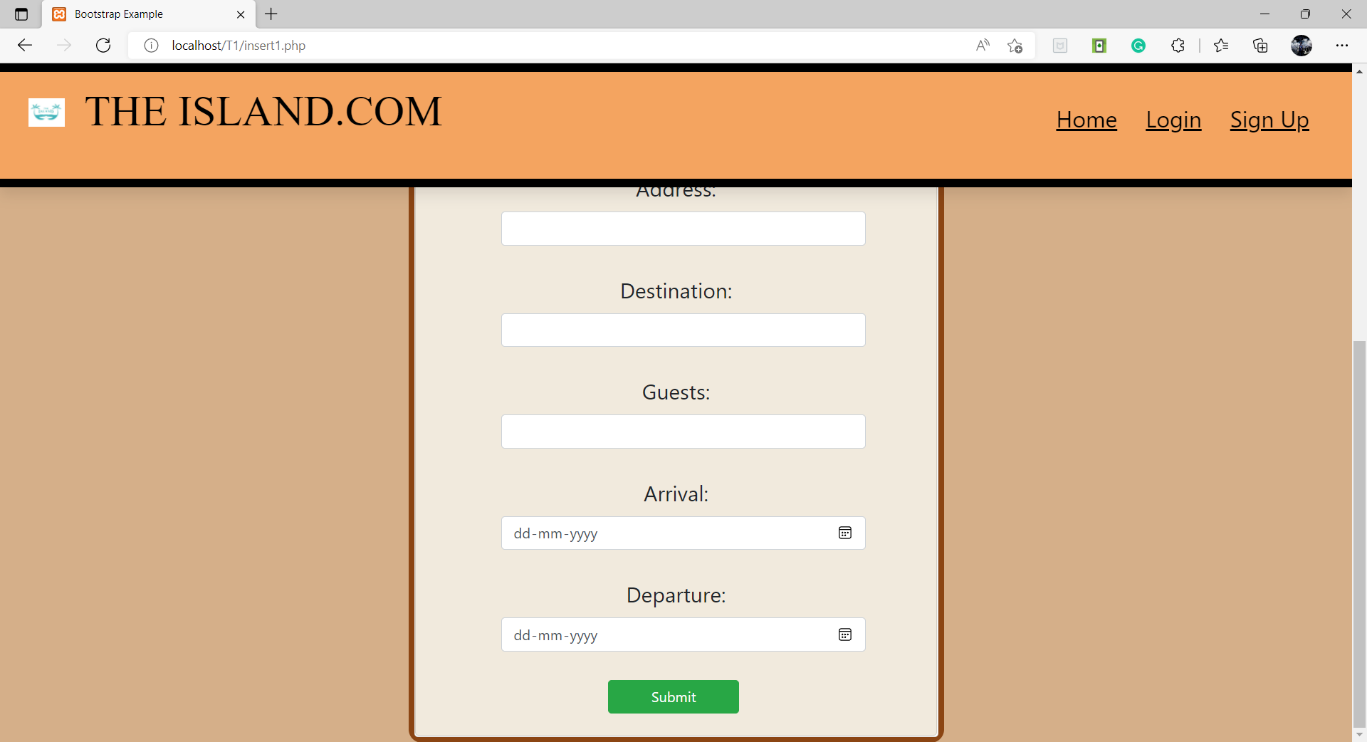 Bootstrap Example
localhost/T1/insert1.php
THE ISLAND.COM
Home Login Sign Up
Address:
Destination:
Guests:
Arrival:
dd-mm-yyyy
Departure:
dd-mm-yyyy
Submit